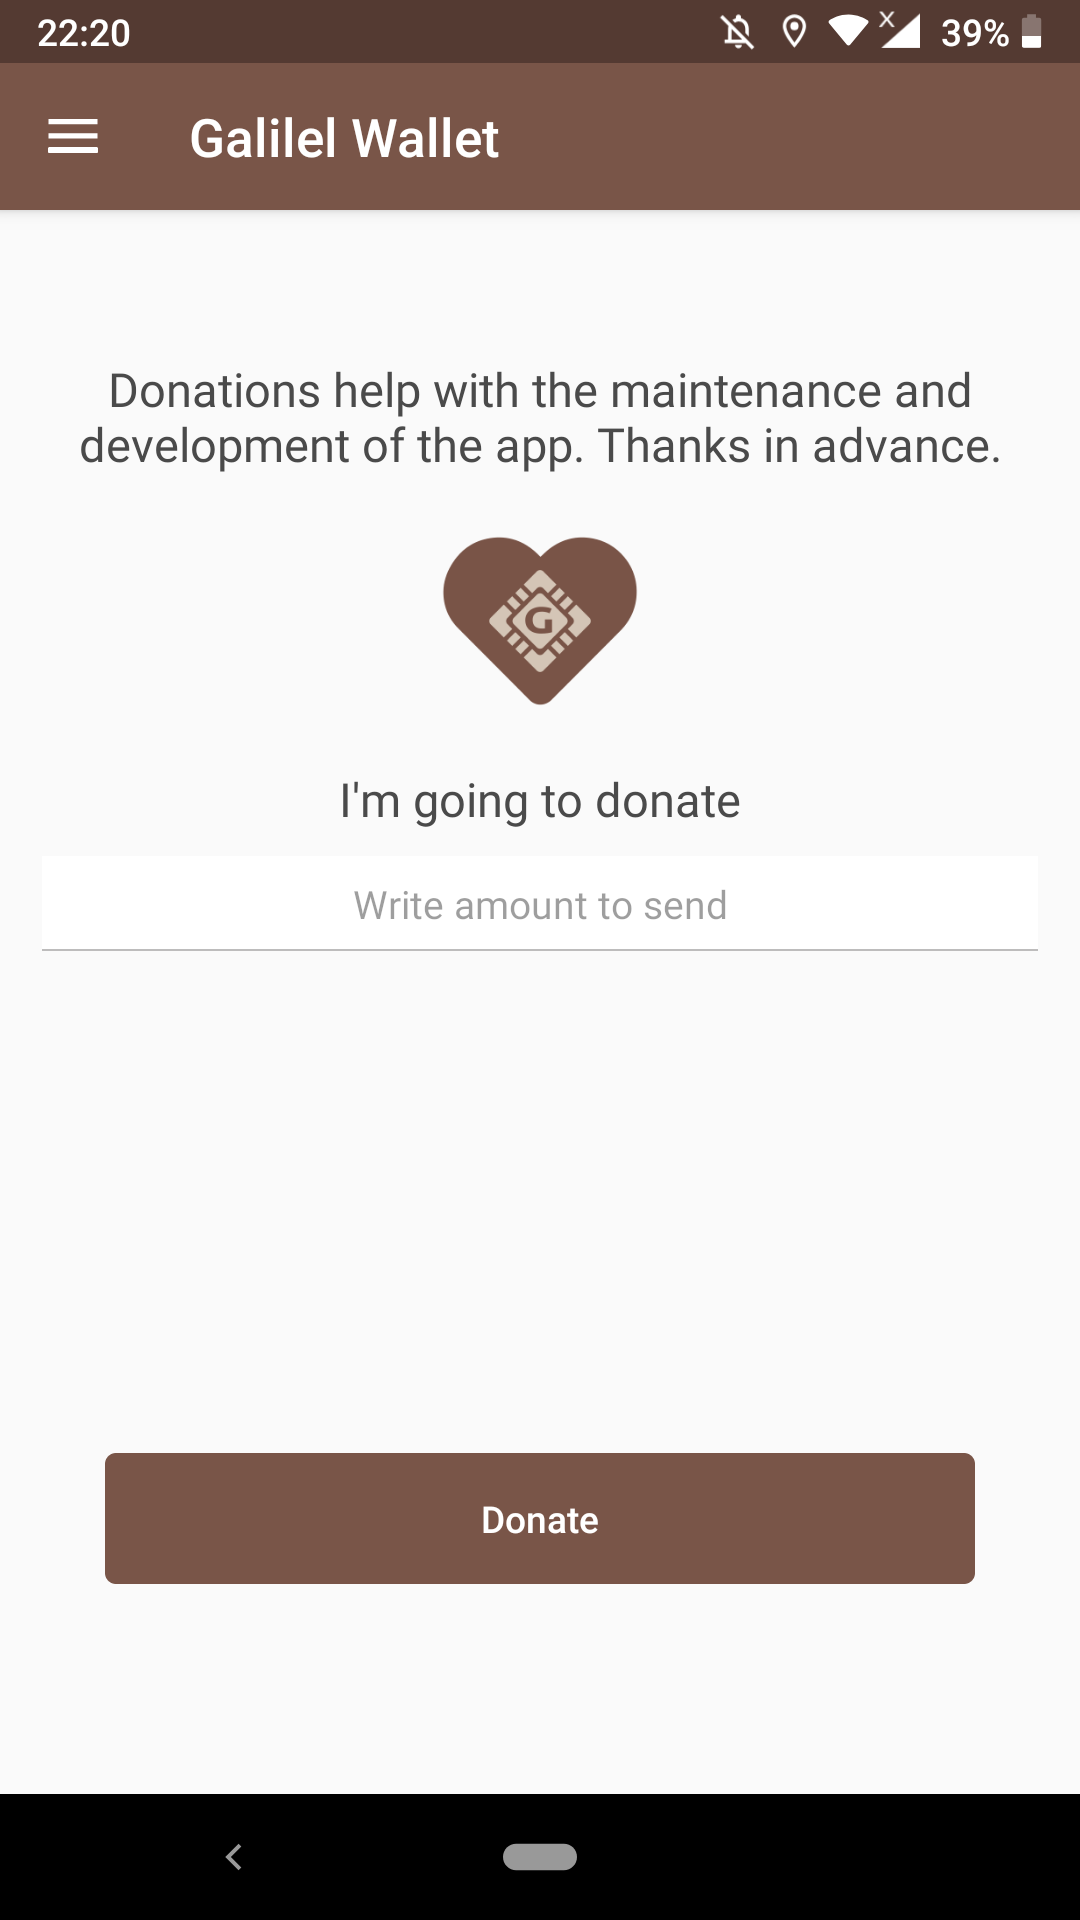 22:20
39%
Galilel Wallet
Donations help with the maintenance and
development of the app. Thanks in advance.
G
I'm going to donate
Write amount to send
Donate